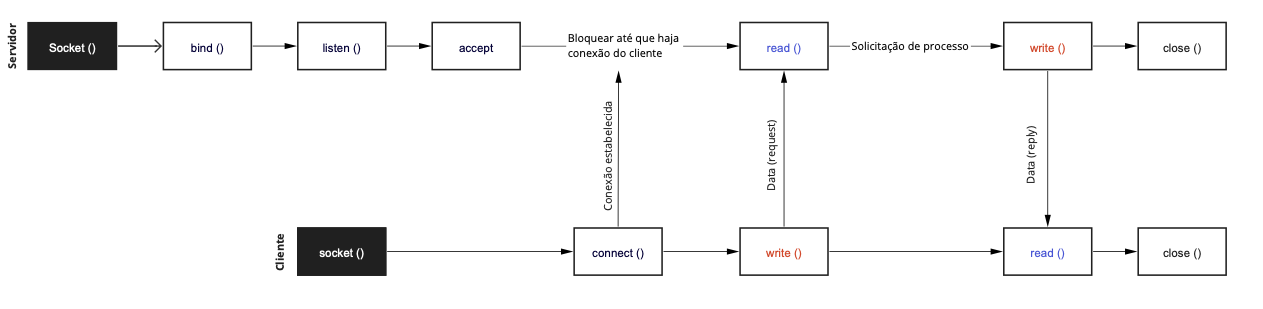 Servidor
Socket ()
bind ()
listen ()
accept
Bloquear até que haja
conexão do cliente
read ()
Solicitação de processo
write ()
close ()
Conexão estabelecida
Data (request)
Data (reply)
Cliente
socket ()
connect ()
write ()
read ()
close ()